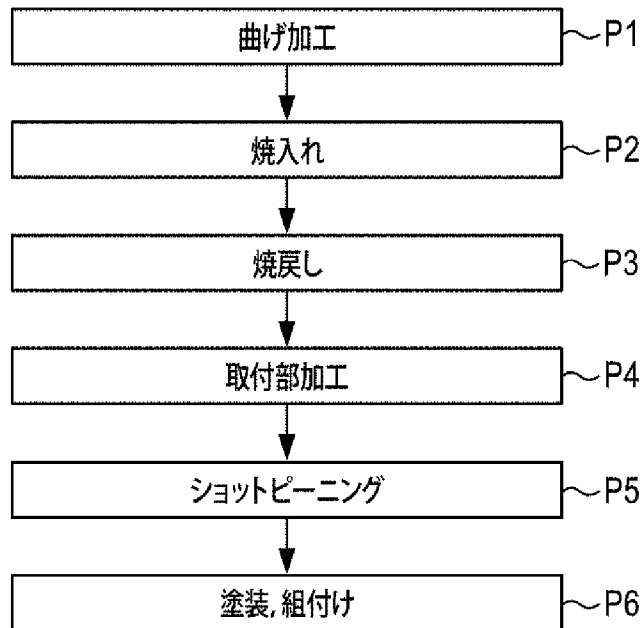 曲げ加工 P1
焼入れ P2
焼戻し P3
取付部加工 P4
ショットピーニング P5
塗装,組付け P6